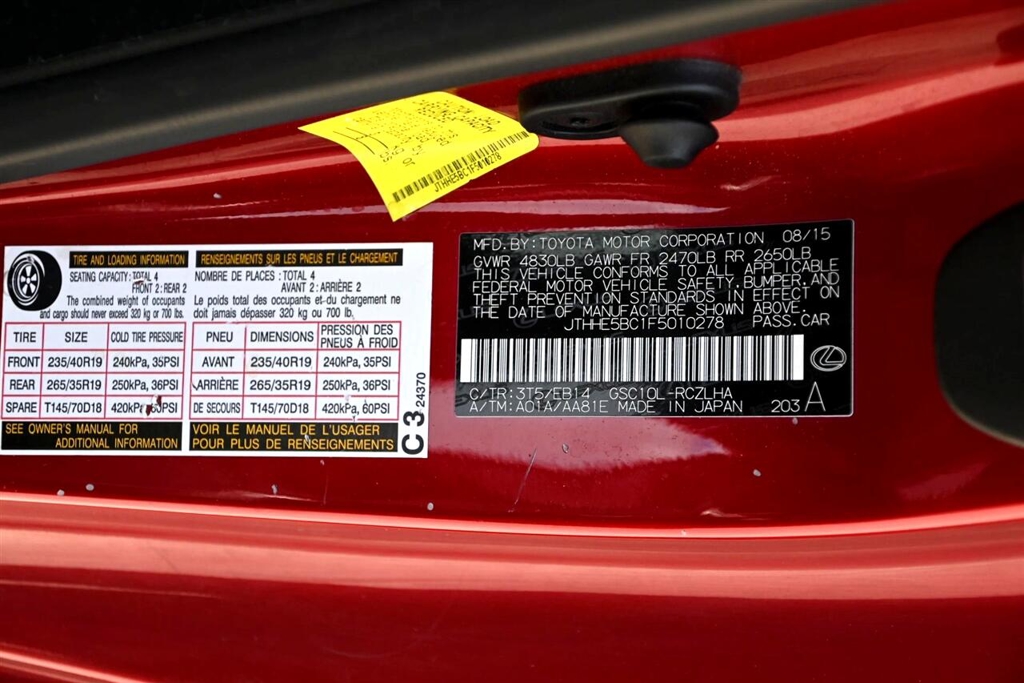 JTHHE5BC1F5010278
TIRE AND LOADING INFORMATION
SEATING CAPACITY: TOTAL 4
FRONT 2: REAR 2
The combined weight of occupants
and cargo should never exceed 320 kg or 700 lbs.
TIRE SIZE COLD TIRE PRESSURE
FRONT 235/40R19 240kPa, 35PSI
REAR 265/35R19 250kPa, 36PSI
SPARE T145/70D18 420kPa, 60PSI
SEE OWNER'S MANUAL FOR
ADDITIONAL INFORMATION
RENSEIGNEMENTS SUR LES PNEUS ET LE CHARGEMENT
NOMBRE DE PLACES : TOTAL 4
AVANT 2: ARRIÈRE 2
Le poids total des occupants et du chargement ne
doit jamais dépasser 320 kg ou 700 lb.
PNEU DIMENSIONS PRESSION DES PNEUS À FROID
AVANT 235/40R19 240kPa, 35PSI
ARRIÈRE 265/35R19 250kPa, 36PSI
DE SECOURS T145/70D18 420kPa, 60PSI
VOIR LE MANUEL DE L'USAGER
POUR PLUS DE RENSEIGNEMENTS
C3 24370
MFD. BY: TOYOTA MOTOR CORPORATION 08/15
GVWR 4830LB GAWR FR 2470LB RR 2650LB
THIS VEHICLE CONFORMS TO ALL APPLICABLE
FEDERAL MOTOR VEHICLE SAFETY, BUMPER, AND
THEFT PREVENTION STANDARDS IN EFFECT ON
THE DATE OF MANUFACTURE SHOWN ABOVE.
JTHHE5BC1F5010278 PASS. CAR
C/TR: 3T5/EB14 GSC10L-RCZLHA
A/TM: A01A/AA81E MADE IN JAPAN 203 A